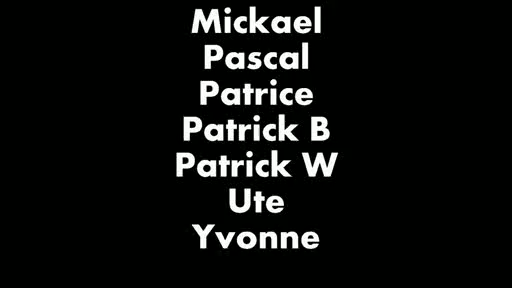 Mickael
Pascal
Patrice
Patrick B
Patrick W
Ute
Yvonne